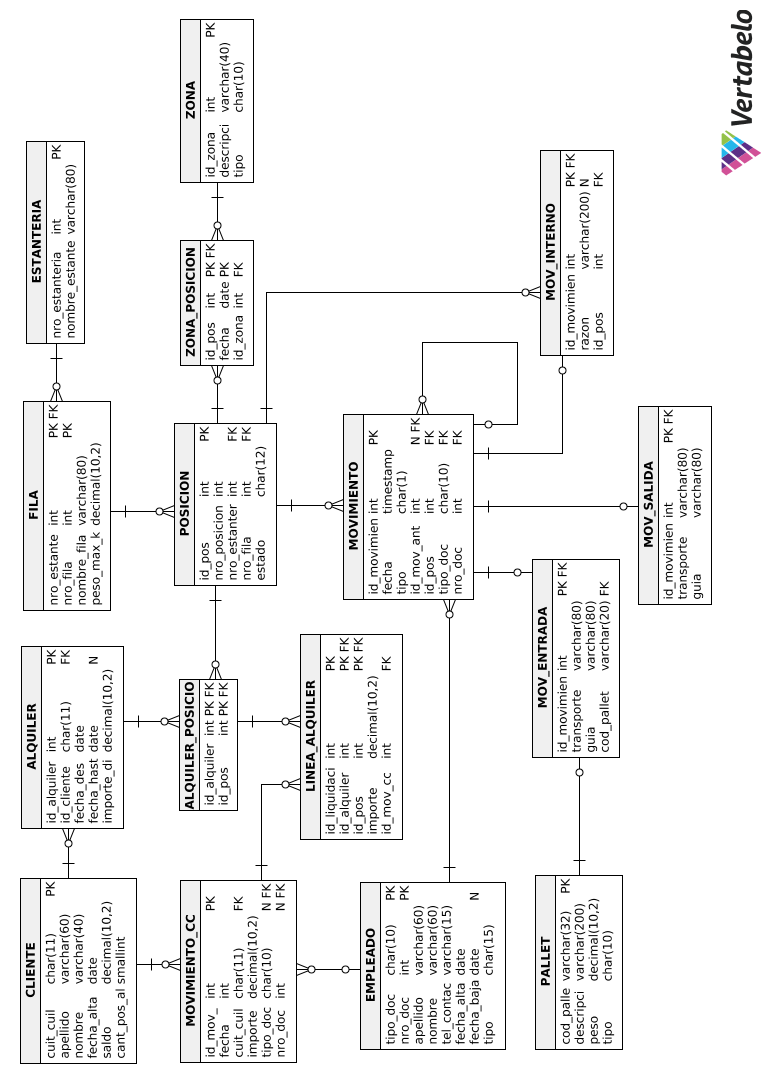 ESTANTERIA
nro_estanteria int PK
nombre_estante varchar(80)
ZONA
id_zona int PK
descripci varchar(40)
tipo char(10)
FILA
nro_estante int PK FK
nro_fila int PK
nombre_fila varchar(80)
peso_max_k decimal(10,2)
ZONA_POSICION
id_pos int PK FK
fecha date PK
id_zona int FK
POSICION
id_pos int PK
nro_posicion int
nro_estanter int FK
nro_fila int FK
estado char(12)
MOV_INTERNO
id_movimien int PK FK
razon varchar(200) N
id_pos int FK
MOVIMIENTO
id_movimien int PK
fecha timestamp
tipo char(1)
id_mov_ant int N FK
id_pos int FK
tipo_doc char(10) FK
nro_doc int FK
MOV_SALIDA
id_movimien int PK FK
transporte varchar(80)
guia varchar(80)
ALQUILER
id_alquiler int PK
id_cliente char(11) FK
fecha_des date
fecha_hast date N
importe_di decimal(10,2)
ALQUILER_POSICIO
id_alquiler int PK FK
id_pos int PK FK
LINEA_ALQUILER
id_liquidaci int PK
id_alquiler int PK FK
id_pos int PK FK
importe decimal(10,2)
id_mov_cc int FK
MOV_ENTRADA
id_movimien int PK FK
transporte varchar(80)
guia varchar(80)
cod_pallet varchar(20) FK
CLIENTE
cuit_cuil char(11) PK
apellido varchar(60)
nombre varchar(40)
fecha_alta date
saldo decimal(10,2)
cant_pos_al smallint
MOVIMIENTO_CC
id_mov_ int PK
fecha int
cuit_cuil char(11) FK
importe decimal(10,2)
tipo_doc char(10) N FK
nro_doc int N FK
EMPLEADO
tipo_doc char(10) PK
nro_doc int PK
apellido varchar(60)
nombre varchar(60)
tel_contac varchar(15)
fecha_alta date
fecha_baja date N
tipo char(15)
PALLET
cod_palle varchar(32) PK
descripci varchar(200)
peso decimal(10,2)
tipo char(10)
Vertabelo